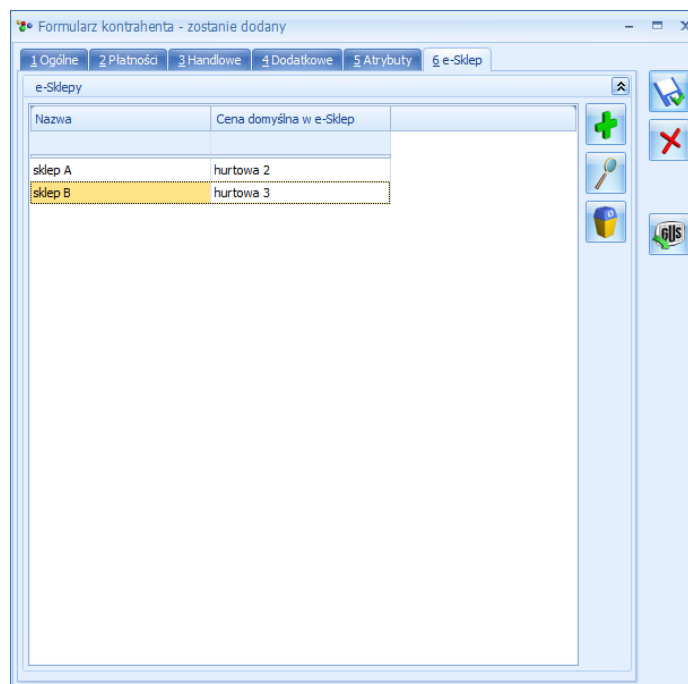 Formularz kontrahenta - zostanie dodany
1 Ogólne 2 Płatności 3 Handlowe 4 Dodatkowe 5 Atrybuty 6 e-Sklep
e-Sklepy
Nazwa Cena domyślna w e-Sklep
sklep A hurtowa 2
sklep B hurtowa 3
GUS